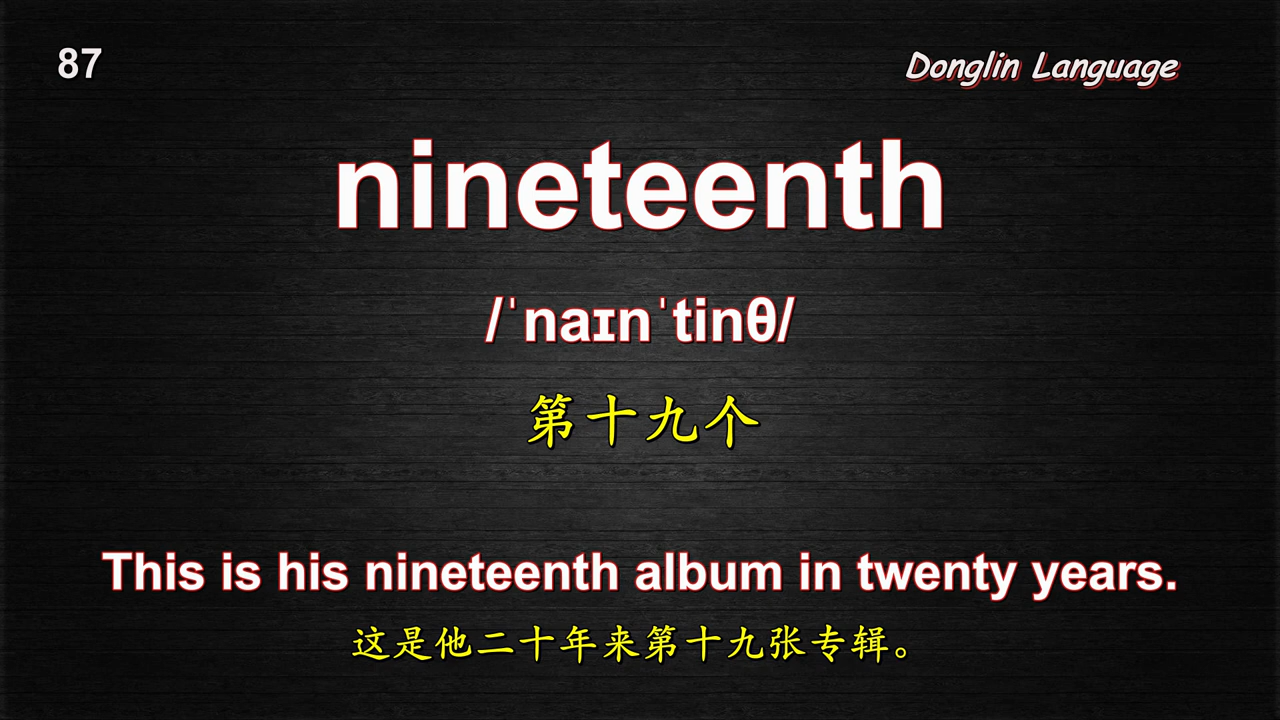 87
Donglin Language
nineteenth
/ˈnaɪnˈtinθ/
第十九个
This is his nineteenth album in twenty years.
这是他二十年来第十九张专辑。